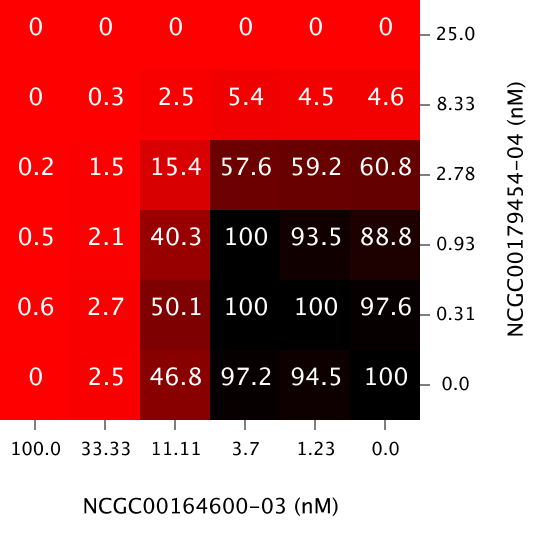 0 0 0 0 0 0 25.0
0 0.3 2.5 5.4 4.5 4.6 8.33
0.2 1.5 15.4 57.6 59.2 60.8 2.78
0.5 2.1 40.3 100 93.5 88.8 0.93
0.6 2.7 50.1 100 100 97.6 0.31
0 2.5 46.8 97.2 94.5 100 0.0
100.0 33.33 11.11 3.7 1.23 0.0
NCGC00164600-03 (nM)
NCGC00179454-04 (nM)